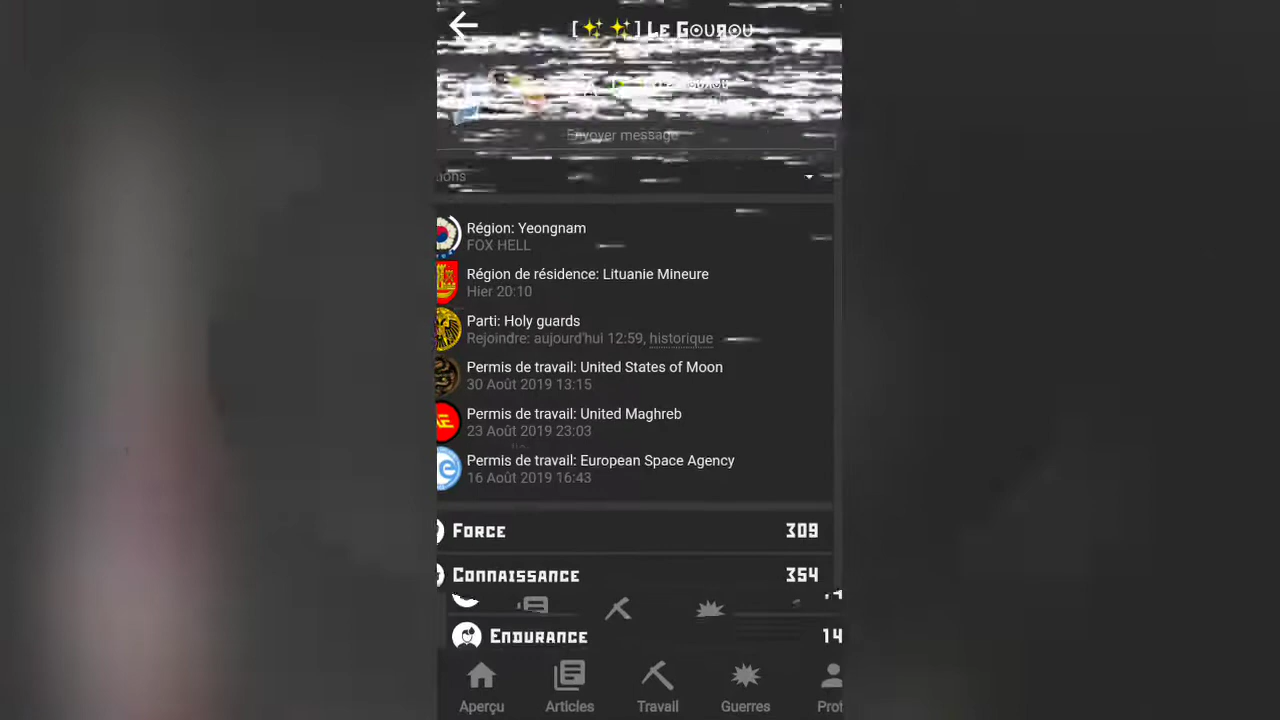 [✨ ✨] Le Gourou
Envoyer message
Région: Yeongnam
FOX HELL
Région de résidence: Lituanie Mineure
Hier 20:10
Parti: Holy guards
Rejoindre: aujourd'hui 12:59, historique
Permis de travail: United States of Moon
30 Août 2019 13:15
Permis de travail: United Maghreb
23 Août 2019 23:03
Permis de travail: European Space Agency
16 Août 2019 16:43
Force 309
Connaissance 354
Endurance 14
Aperçu Articles Travail Guerres